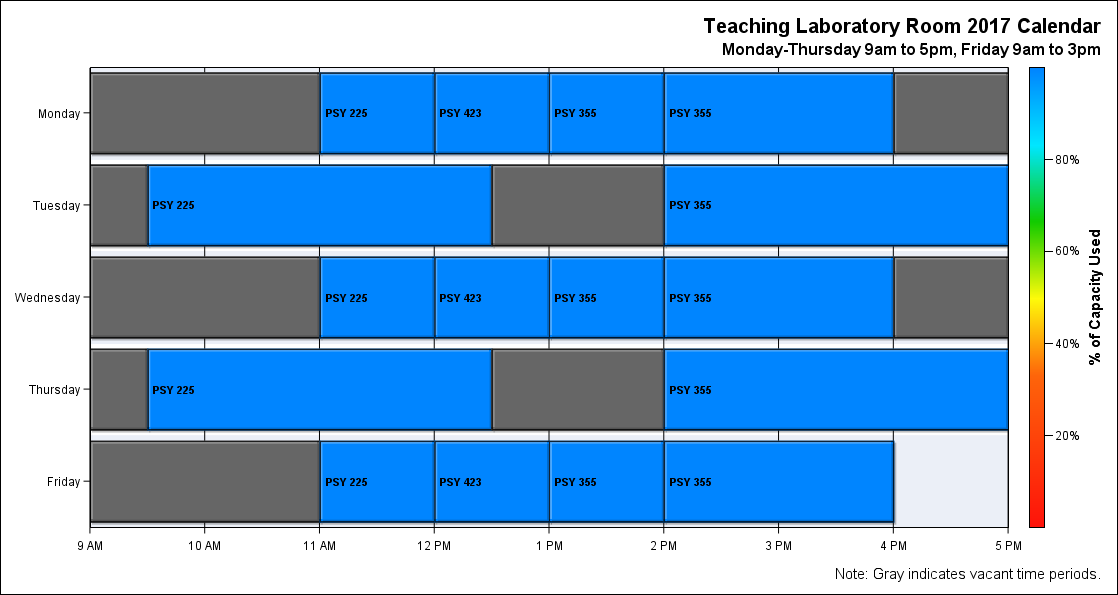 Teaching Laboratory Room 2017 Calendar
Monday-Thursday 9am to 5pm, Friday 9am to 3pm
Monday PSY 225 PSY 423 PSY 355 PSY 355
Tuesday PSY 225 PSY 355
Wednesday PSY 225 PSY 423 PSY 355 PSY 355
Thursday PSY 225 PSY 355
Friday PSY 225 PSY 423 PSY 355 PSY 355
9 AM 10 AM 11 AM 12 PM 1 PM 2 PM 3 PM 4 PM 5 PM
80%
60%
40%
20%
% of Capacity Used
Note: Gray indicates vacant time periods.